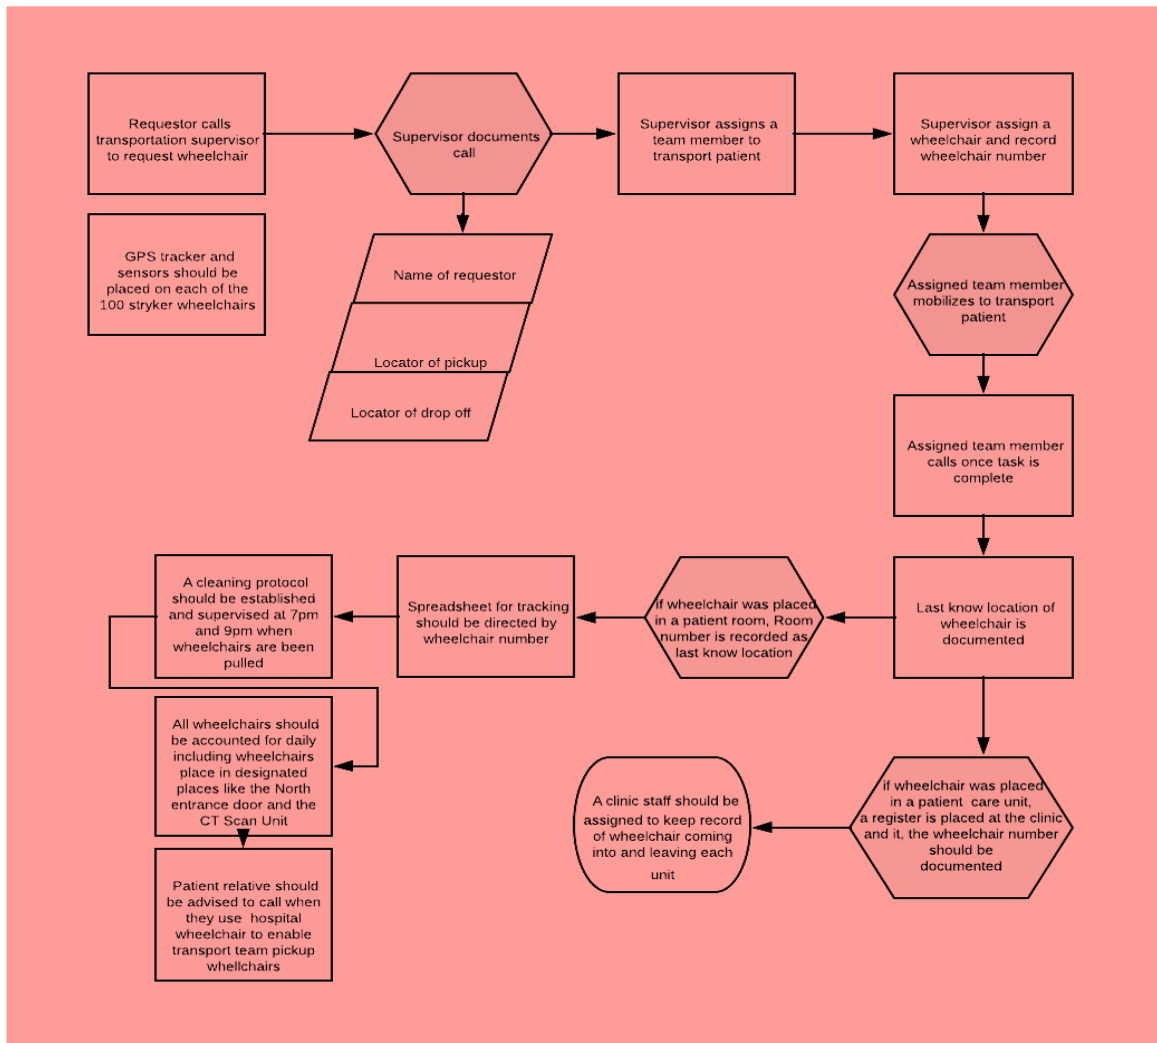 Requestor calls
transportation supervisor
to request wheelchair
Supervisor documents
call
Supervisor assigns a
team member to
transport patient
Supervisor assign a
wheelchair and record
wheelchair number
GPS tracker and
sensors should be
placed on each of the
100 stryker wheelchairs
Name of requestor
Locator of pickup
Locator of drop off
Assigned team member
mobilizes to transport
patient
Assigned team member
calls once task is
complete
Last know location of
wheelchair is
documented
if wheelchair was placed
in a patient room, Room
number is recorded as
last know location
Spreadsheet for tracking
should be directed by
wheelchair number
A cleaning protocol
should be established
and supervised at 7pm
and 9pm when
wheelchairs are been
pulled
All wheelchairs should
be accounted for daily
including wheelchairs
place in designated
places like the North
entrance door and the
CT Scan Unit
Patient relative should
be advised to call when
they use hospital
wheelchair to enable
transport team pickup
whellchairs
if wheelchair was placed
in a patient care unit,
a register is placed at the clinic
and it, the wheelchair number
should be
documented
A clinic staff should be
assigned to keep record
of wheelchair coming
into and leaving each
unit